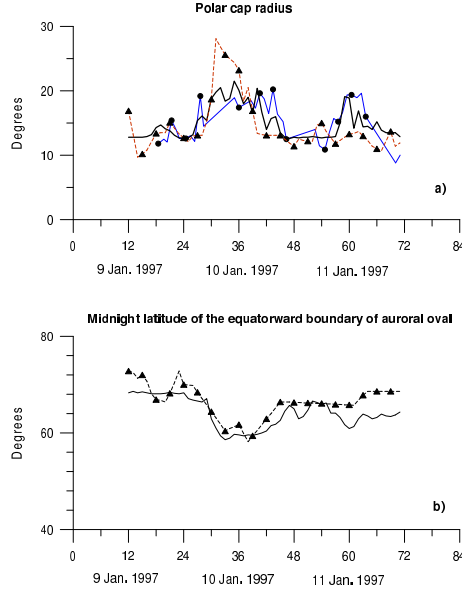 Polar cap radius
30
20
10
0
Degrees
a)
0 12 24 36 48 60 72 84
9 Jan. 1997 10 Jan. 1997 11 Jan. 1997
Midnight latitude of the equatorward boundary of auroral oval
80
60
40
Degrees
b)
0 12 24 36 48 60 72 84
9 Jan. 1997 10 Jan. 1997 11 Jan. 1997